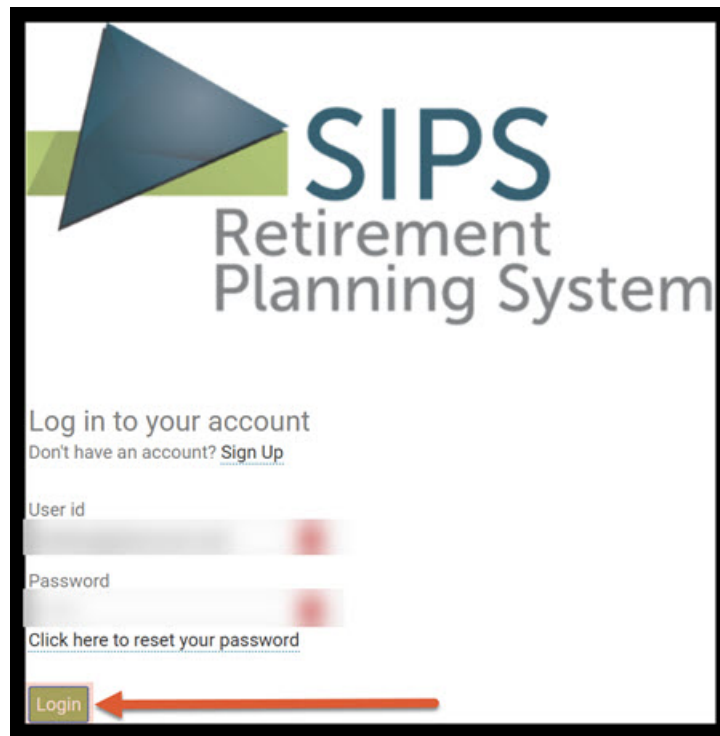 SIPS
Retirement
Planning System
Log in to your account
Don't have an account? Sign Up
User id
Password
Click here to reset your password
Login